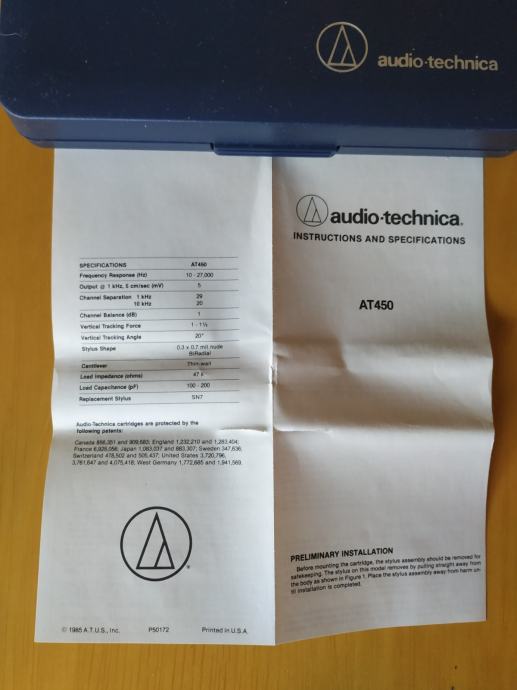 audio-technica
SPECIFICATIONS AT450
Frequency Response (Hz) 10 - 27,000
Output @ 1 kHz, 5 cm/sec (mV) 5
Channel Separation 1 kHz 29
10 kHz 20
Channel Balance (dB) 1
Vertical Tracking Force 1 - 1½
Vertical Tracking Angle 20°
Stylus Shape 0.3 x 0.7 mil nude
BiRadial
Cantilever Thin-wall
Load Impedance (ohms) 47 k
Load Capacitance (pF) 100 - 200
Replacement Stylus SN7
Audio-Technica cartridges are protected by the
following patents:
Canada 856,351 and 909,683; England 1,232,210 and 1,283,404;
France 6,926,056; Japan 1,083,037 and 883,307; Sweden 347,636;
Switzerland 478,502 and 505,437; United States 3,720,796,
3,761,647 and 4,075,418; West Germany 1,772,685 and 1,941,569.
®
© 1985 A.T.U.S., Inc. P50172 Printed in U.S.A.
audio-technica®
INSTRUCTIONS AND SPECIFICATIONS
AT450
PRELIMINARY INSTALLATION
Before mounting the cartridge, the stylus assembly should be removed for
safekeeping. The stylus on this model removes by pulling straight away from
the body as shown in Figure 1. Place the stylus assembly away from harm un-
til installation is completed.